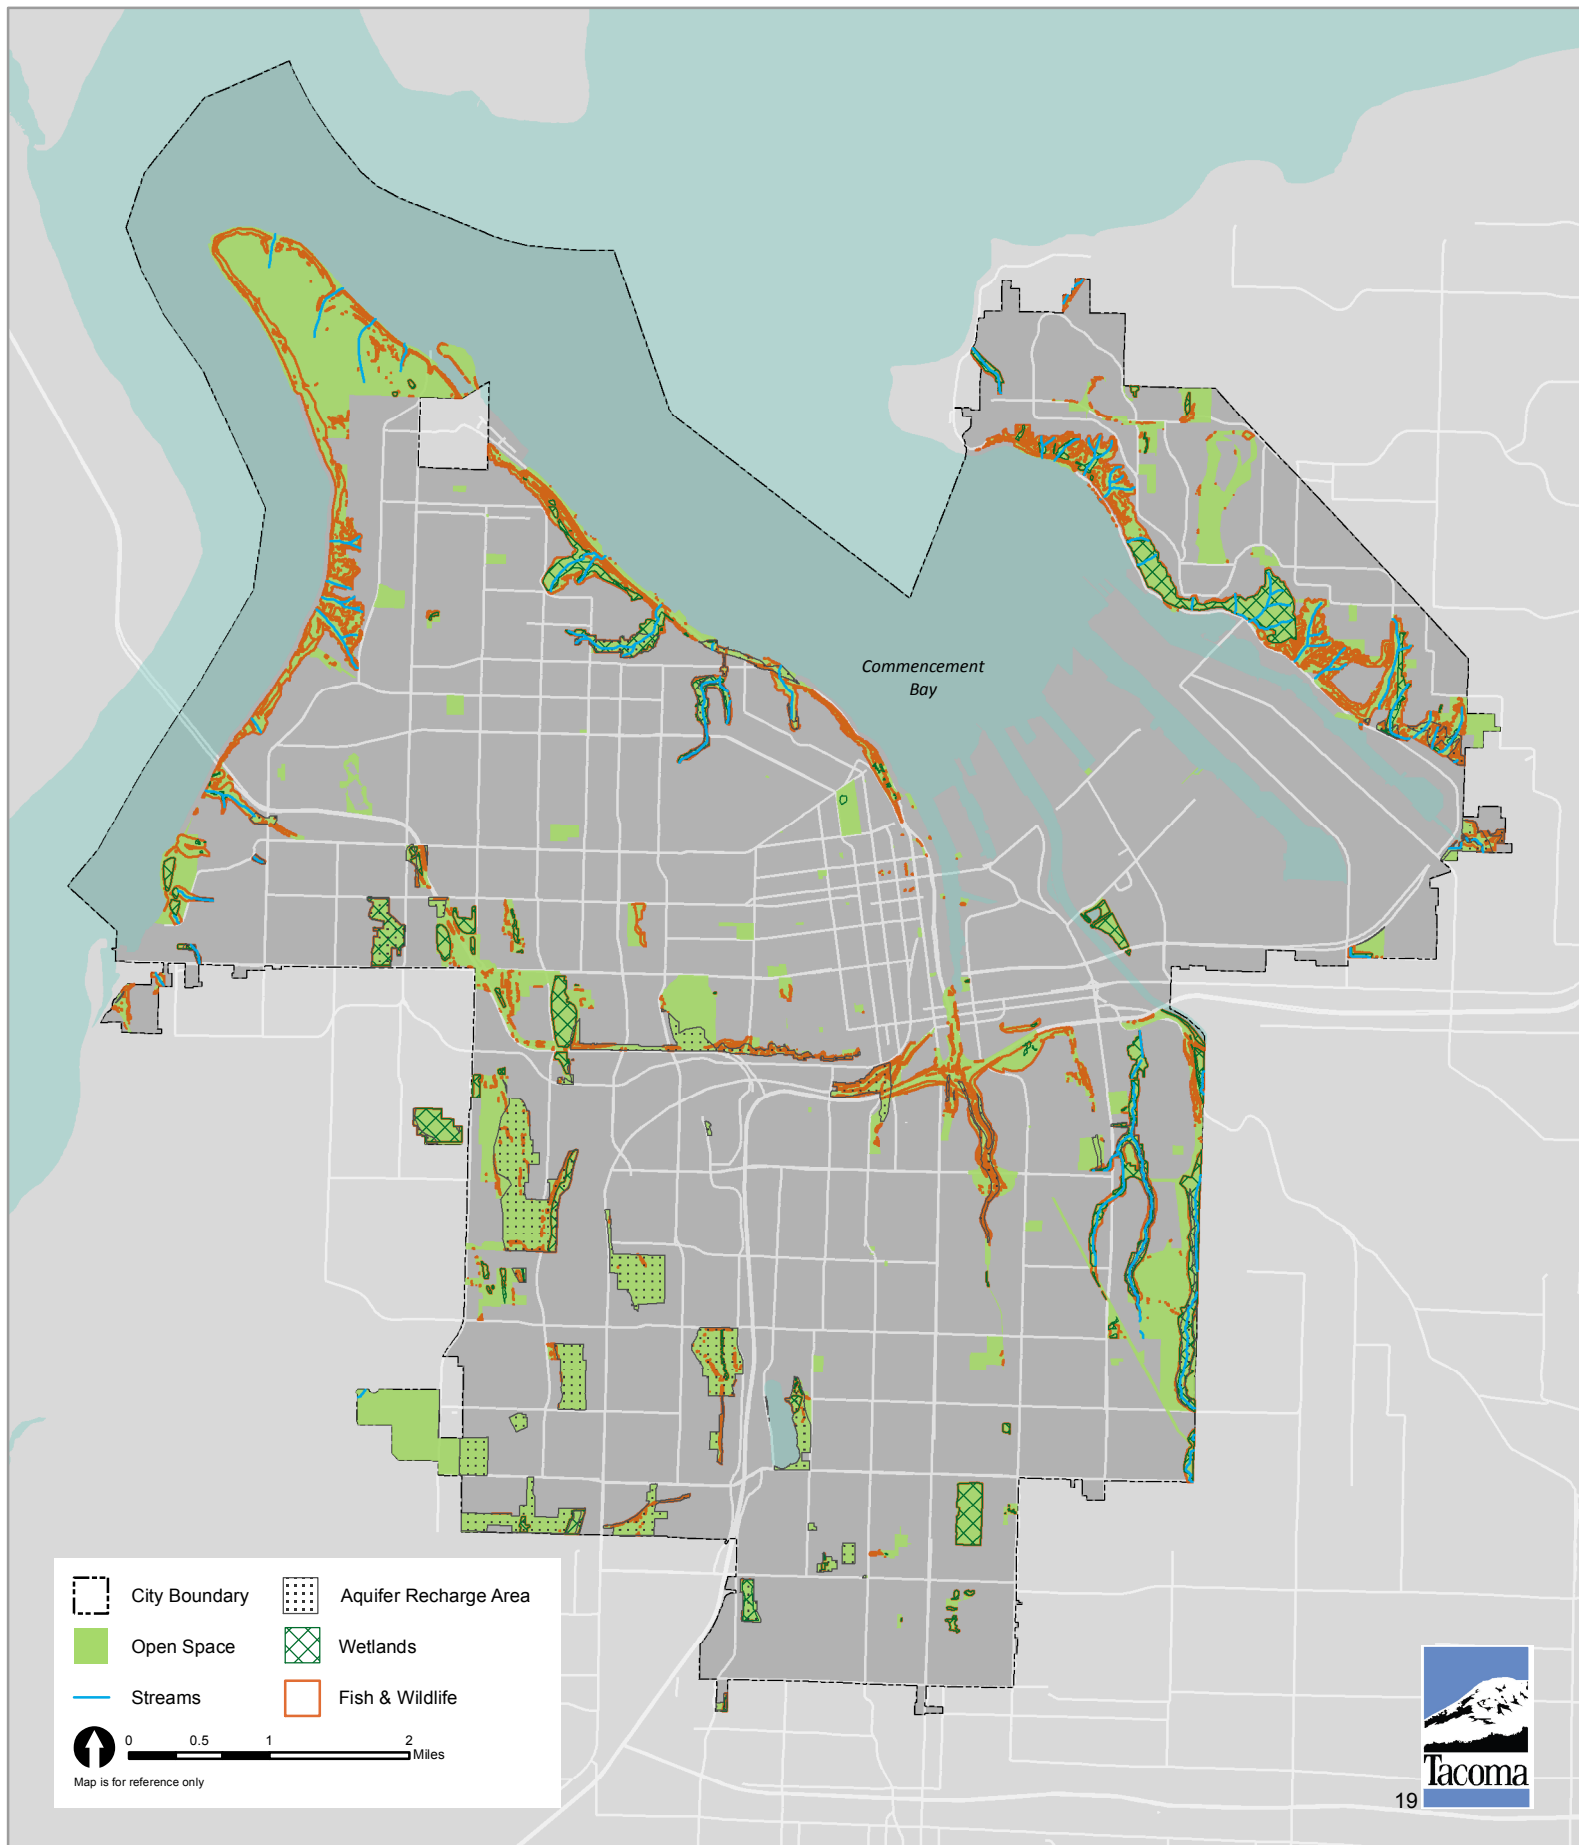 Commencement
Bay
City Boundary
Aquifer Recharge Area
Open Space
Wetlands
Streams
Fish & Wildlife
0 0.5 1 2
Miles
Map is for reference only
Tacoma
19